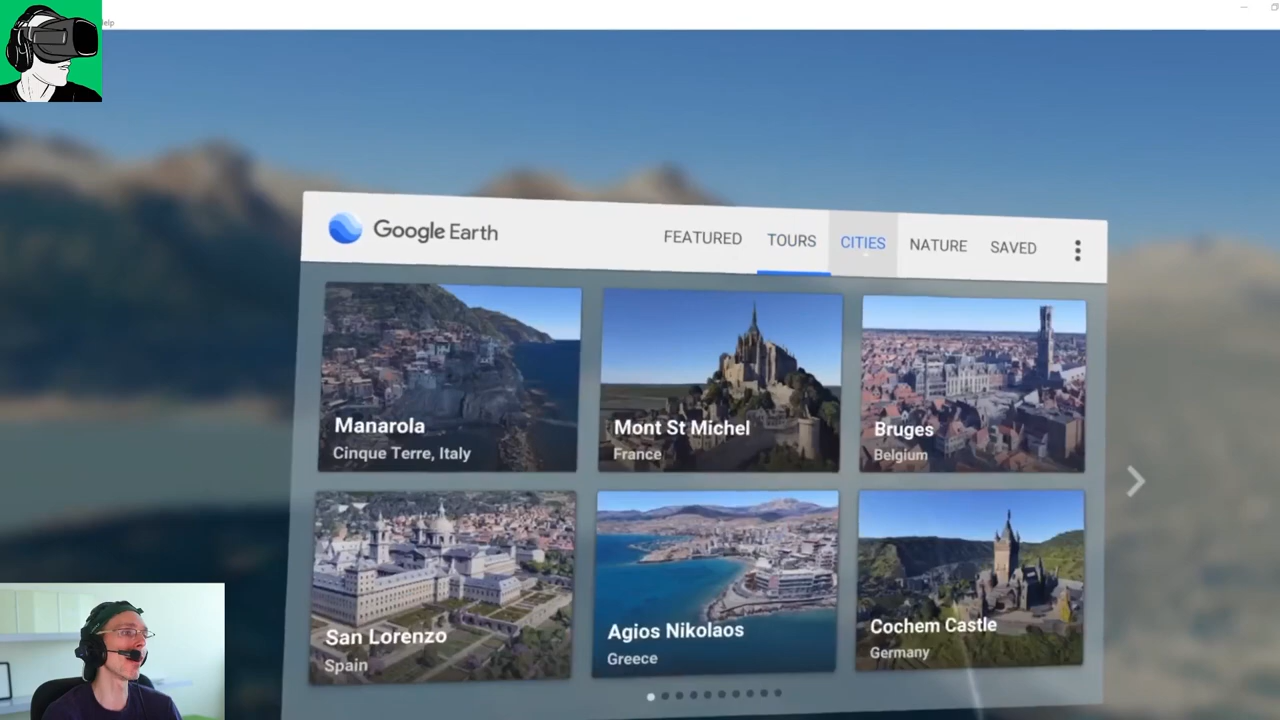 Help
Google Earth
FEATURED TOURS CITIES NATURE SAVED
Manarola
Cinque Terre, Italy
Mont St Michel
France
Bruges
Belgium
San Lorenzo
Spain
Agios Nikolaos
Greece
Cochem Castle
Germany